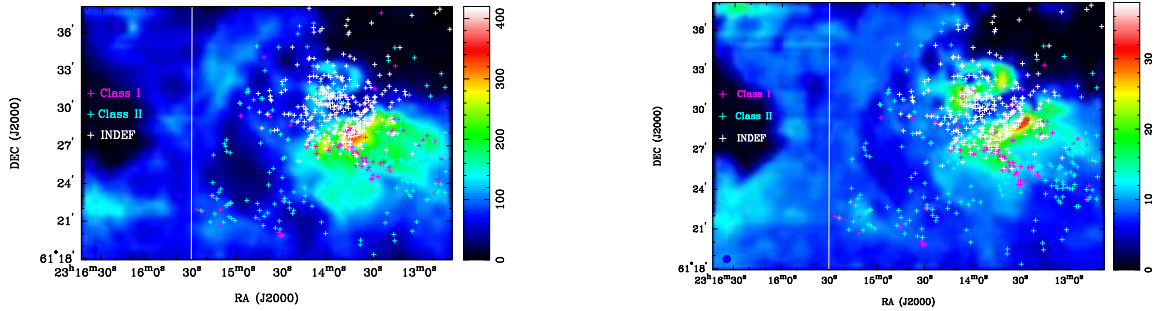 36′
33′
30′
27′
24′
21′
61° 18′
DEC (J2000)
+ Class I
+ Class II
+ INDEF
23ʰ16ᵐ30ˢ
16ᵐ0ˢ
30ˢ
15ᵐ0ˢ
30ˢ
14ᵐ0ˢ
30ˢ
13ᵐ0ˢ
RA (J2000)
400
300
200
100
0
36′
33′
30′
27′
24′
21′
61° 18′
DEC (J2000)
+ Class I
+ Class II
+ INDEF
23ʰ16ᵐ30ˢ
16ᵐ0ˢ
30ˢ
15ᵐ0ˢ
30ˢ
14ᵐ0ˢ
30ˢ
13ᵐ0ˢ
RA (J2000)
30
20
10
0